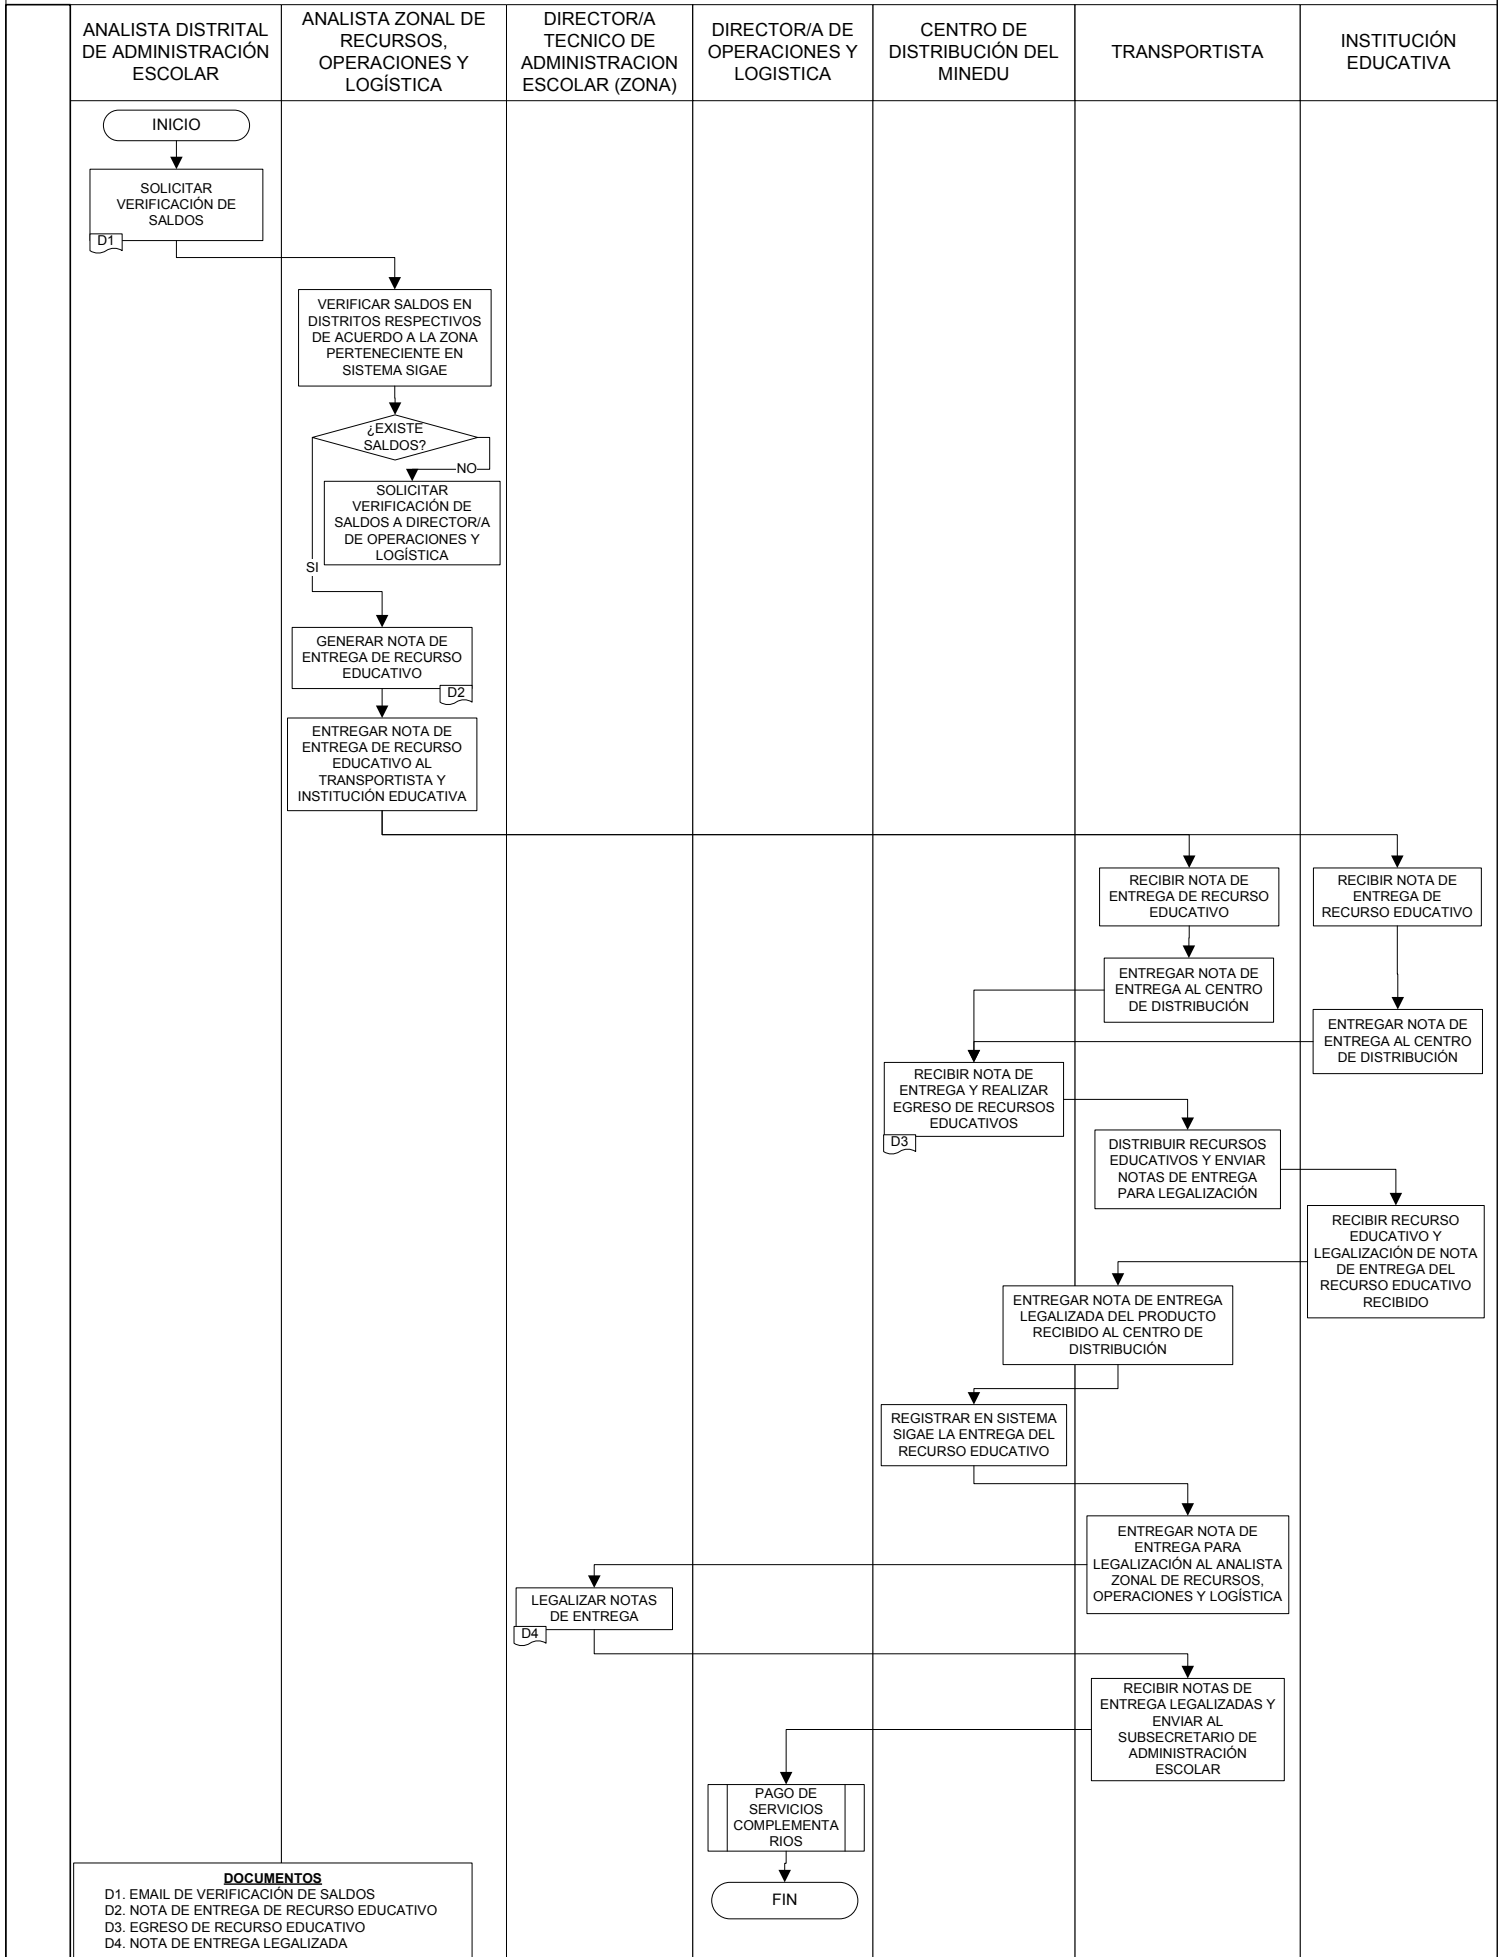 ANALISTA DISTRITAL
DE ADMINISTRACIÓN
ESCOLAR
ANALISTA ZONAL DE
RECURSOS,
OPERACIONES Y
LOGÍSTICA
DIRECTOR/A
TECNICO DE
ADMINISTRACION
ESCOLAR (ZONA)
DIRECTOR/A DE
OPERACIONES Y
LOGISTICA
CENTRO DE
DISTRIBUCIÓN DEL
MINEDU
TRANSPORTISTA
INSTITUCIÓN
EDUCATIVA
INICIO
SOLICITAR
VERIFICACIÓN DE
SALDOS
D1
VERIFICAR SALDOS EN
DISTRITOS RESPECTIVOS
DE ACUERDO A LA ZONA
PERTENECIENTE EN
SISTEMA SIGAE
¿EXISTE
SALDOS?
NO
SOLICITAR
VERIFICACIÓN DE
SALDOS A DIRECTOR/A
DE OPERACIONES Y
LOGÍSTICA
SI
GENERAR NOTA DE
ENTREGA DE RECURSO
EDUCATIVO
D2
ENTREGAR NOTA DE
ENTREGA DE RECURSO
EDUCATIVO AL
TRANSPORTISTA Y
INSTITUCIÓN EDUCATIVA
RECIBIR NOTA DE
ENTREGA DE RECURSO
EDUCATIVO
RECIBIR NOTA DE
ENTREGA DE
RECURSO EDUCATIVO
ENTREGAR NOTA DE
ENTREGA AL CENTRO
DE DISTRIBUCIÓN
ENTREGAR NOTA DE
ENTREGA AL CENTRO
DE DISTRIBUCIÓN
RECIBIR NOTA DE
ENTREGA Y REALIZAR
EGRESO DE RECURSOS
EDUCATIVOS
D3
DISTRIBUIR RECURSOS
EDUCATIVOS Y ENVIAR
NOTAS DE ENTREGA
PARA LEGALIZACIÓN
RECIBIR RECURSO
EDUCATIVO Y
LEGALIZACIÓN DE NOTA
DE ENTREGA DEL
RECURSO EDUCATIVO
RECIBIDO
ENTREGAR NOTA DE ENTREGA
LEGALIZADA DEL PRODUCTO
RECIBIDO AL CENTRO DE
DISTRIBUCIÓN
REGISTRAR EN SISTEMA
SIGAE LA ENTREGA DEL
RECURSO EDUCATIVO
ENTREGAR NOTA DE
ENTREGA PARA
LEGALIZACIÓN AL ANALISTA
ZONAL DE RECURSOS,
OPERACIONES Y LOGÍSTICA
LEGALIZAR NOTAS
DE ENTREGA
D4
RECIBIR NOTAS DE
ENTREGA LEGALIZADAS Y
ENVIAR AL
SUBSECRETARIO DE
ADMINISTRACIÓN
ESCOLAR
PAGO DE
SERVICIOS
COMPLEMENTA
RIOS
FIN
DOCUMENTOS
D1. EMAIL DE VERIFICACIÓN DE SALDOS
D2. NOTA DE ENTREGA DE RECURSO EDUCATIVO
D3. EGRESO DE RECURSO EDUCATIVO
D4. NOTA DE ENTREGA LEGALIZADA